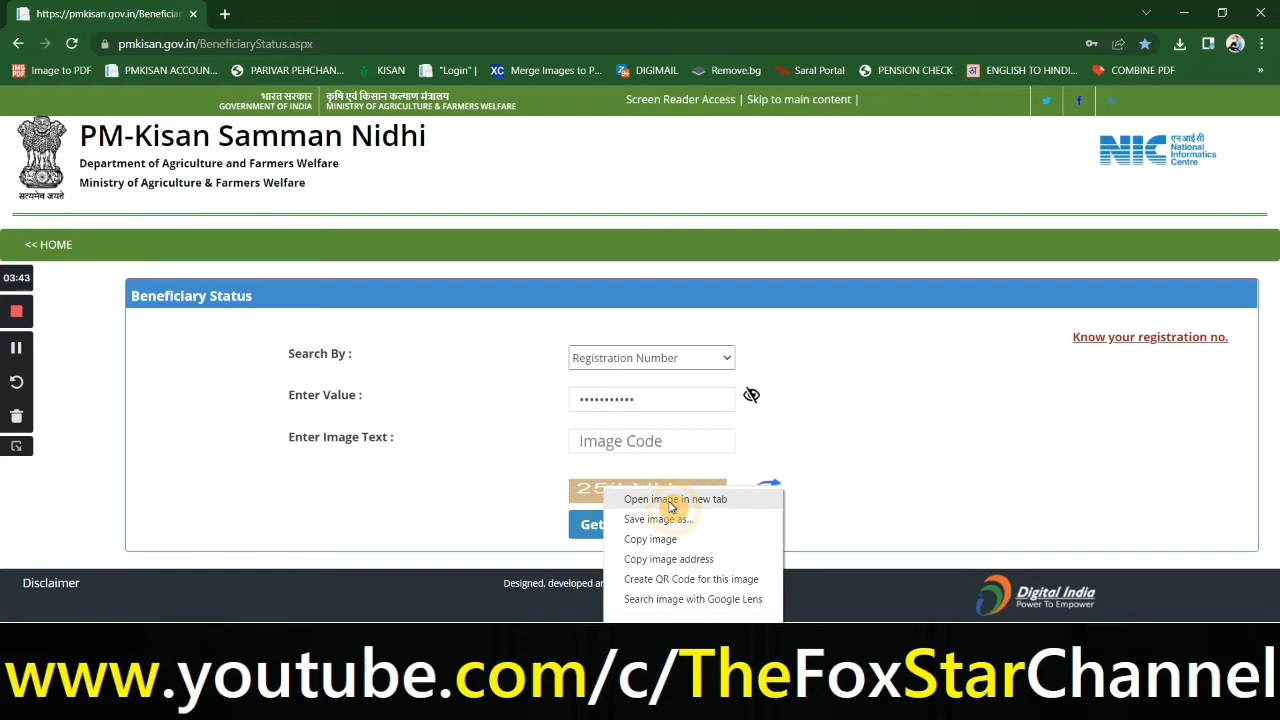 https://pmkisan.gov.in/Beneficiar
pmkisan.gov.in/BeneficiaryStatus.aspx
Image to PDF
PMKISAN ACCOUN...
PARIVAR PEHCHAN...
KISAN
"Login" |
Merge Images to P...
DIGIMAIL
Remove.bg
Saral Portal
PENSION CHECK
ENGLISH TO HINDI...
COMBINE PDF
»
भारत सरकार
GOVERNMENT OF INDIA
कृषि एवं किसान कल्याण मंत्रालय
MINISTRY OF AGRICULTURE & FARMERS WELFARE
Screen Reader Access | Skip to main content |
PM-Kisan Samman Nidhi
Department of Agriculture and Farmers Welfare
Ministry of Agriculture & Farmers Welfare
सत्यमेव जयते
NIC
एन आई सी
National
Informatics
Centre
<< HOME
03:43
Beneficiary Status
Know your registration no.
Search By :
Registration Number
Enter Value :
•••••••••••
Enter Image Text :
Image Code
Get
Open image in new tab
Save image as...
Copy image
Copy image address
Create QR Code for this image
Search image with Google Lens
Disclaimer
Designed, developed an
Digital India
Power To Empower
www.youtube.com/c/TheFoxStarChannel